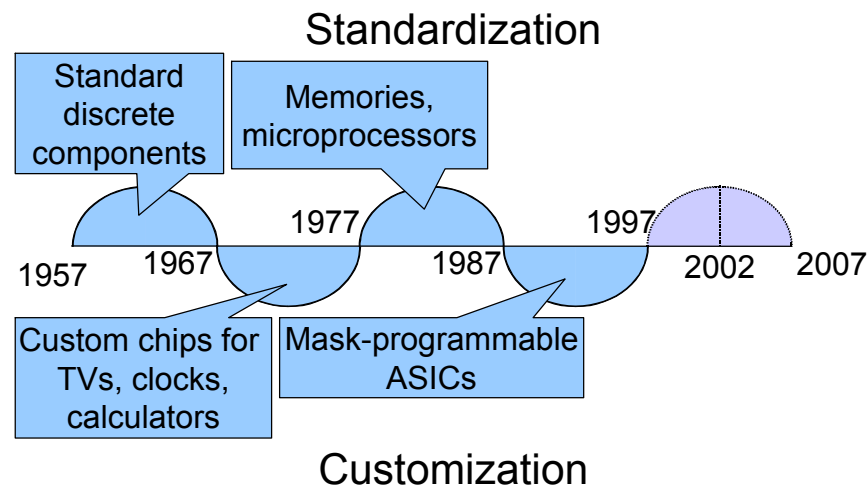 Standardization
Standard
discrete
components
Memories,
microprocessors
1957
1967
1977
1987
1997
2002
2007
Custom chips for
TVs, clocks,
calculators
Mask-programmable
ASICs
Customization